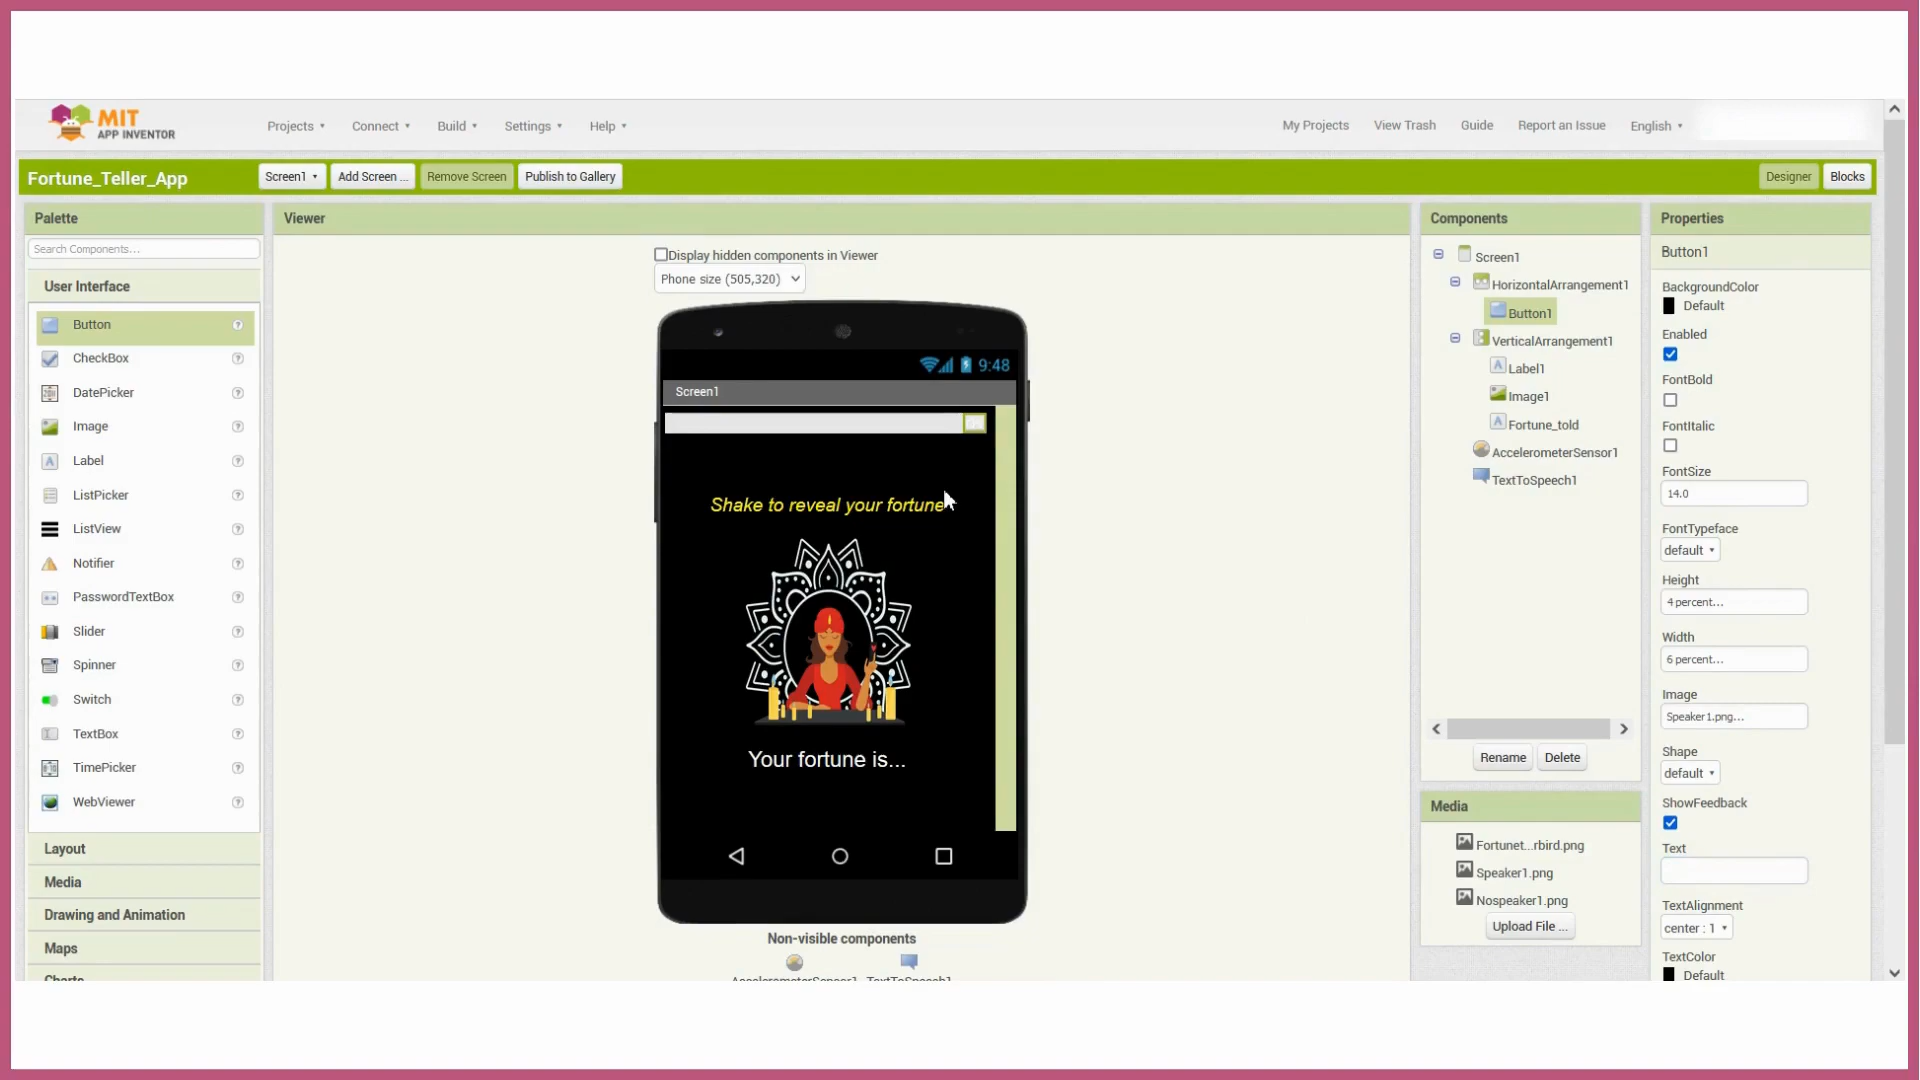 MIT
APP INVENTOR
Projects
Connect
Build
Settings
Help
My Projects
View Trash
Guide
Report an Issue
English
Fortune_Teller_App
Screen1
Add Screen ...
Remove Screen
Publish to Gallery
Designer
Blocks
Palette
Search Components...
User Interface
Button
CheckBox
DatePicker
Image
Label
ListPicker
ListView
Notifier
PasswordTextBox
Slider
Spinner
Switch
TextBox
TimePicker
WebViewer
Layout
Media
Drawing and Animation
Maps
Charts
Viewer
Display hidden components in Viewer
Phone size (505,320)
9:48
Screen1
Shake to reveal your fortune
Your fortune is...
Non-visible components
AccelerometerSensor1
TextToSpeech1
Components
Screen1
HorizontalArrangement1
Button1
VerticalArrangement1
Label1
Image1
Fortune_told
AccelerometerSensor1
TextToSpeech1
Rename
Delete
Media
Fortunet...rbird.png
Speaker1.png
Nospeaker1.png
Upload File ...
Properties
Button1
BackgroundColor
Default
Enabled
FontBold
FontItalic
FontSize
14.0
FontTypeface
default
Height
4 percent...
Width
6 percent...
Image
Speaker1.png...
Shape
default
ShowFeedback
Text
TextAlignment
center : 1
TextColor
Default